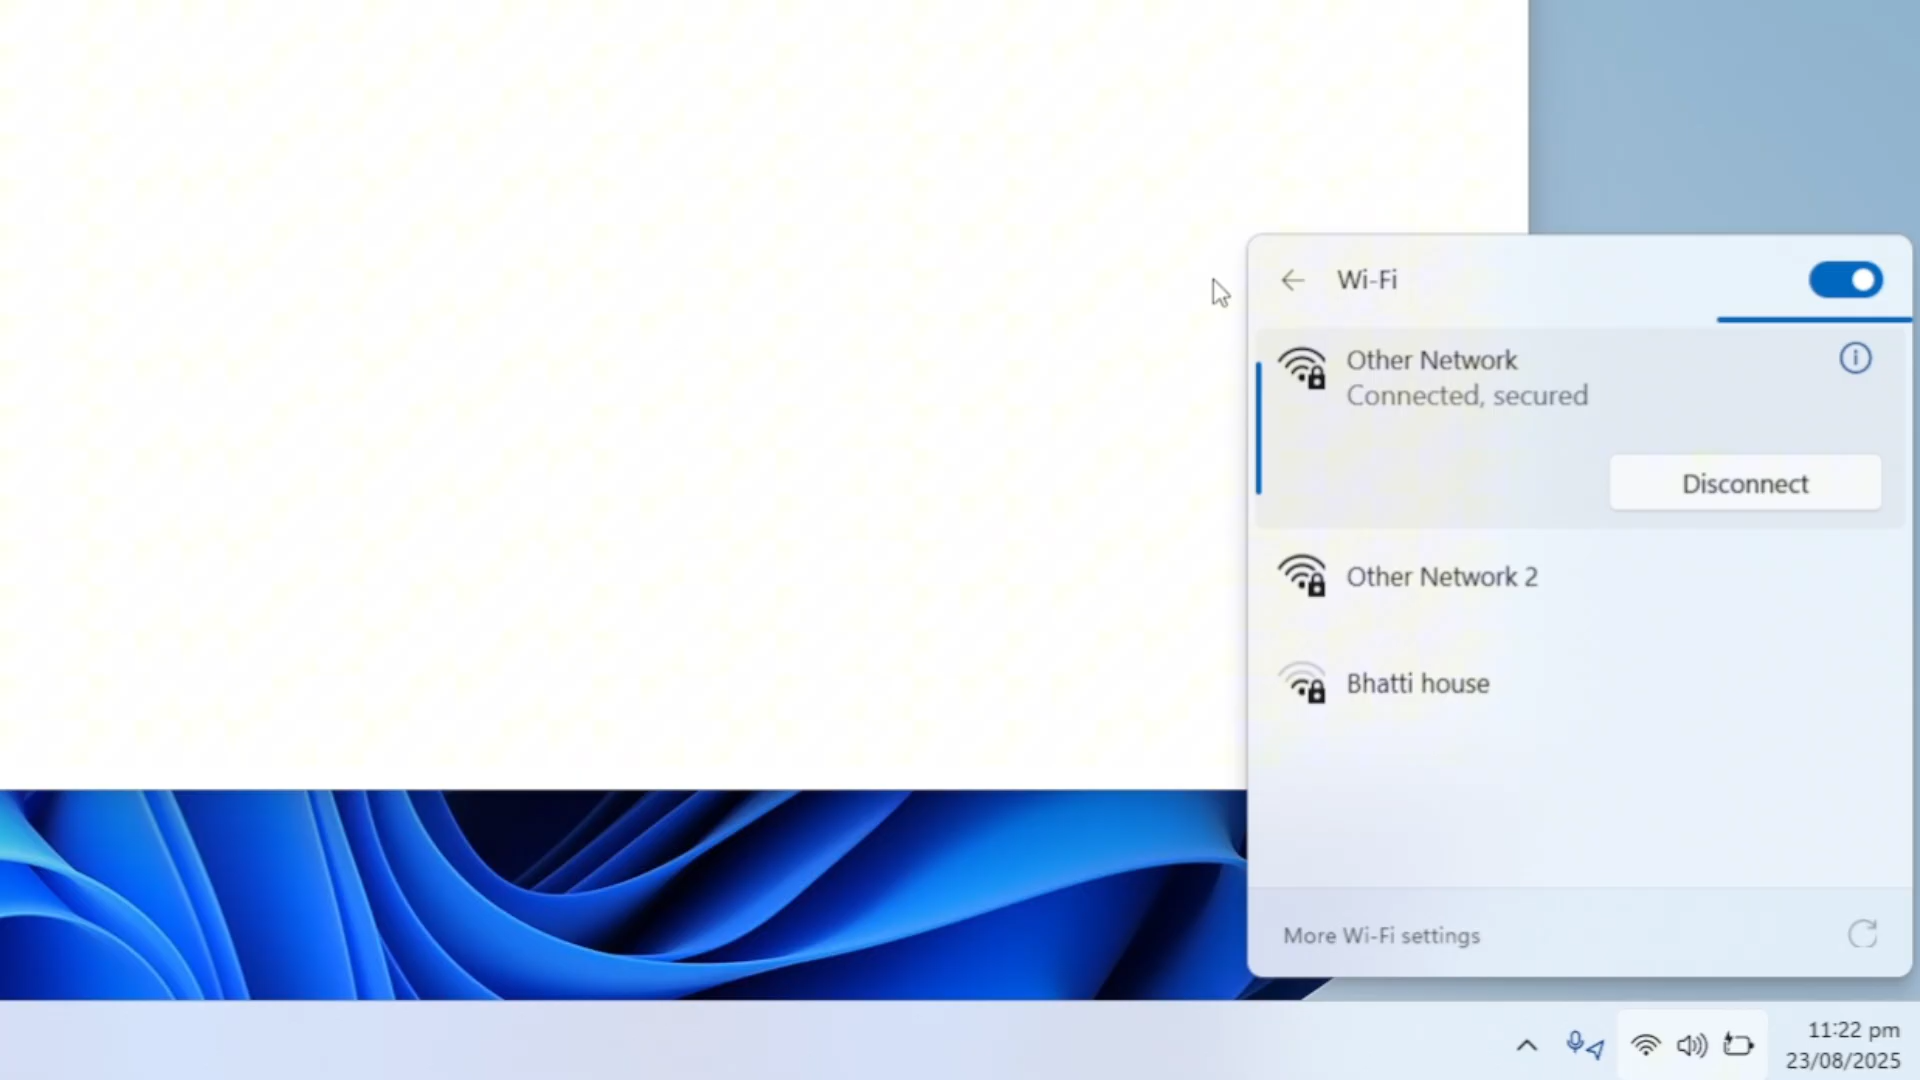 Wi-Fi
Other Network
Connected, secured
Disconnect
Other Network 2
Bhatti house
More Wi-Fi settings
11:22 pm
23/08/2025